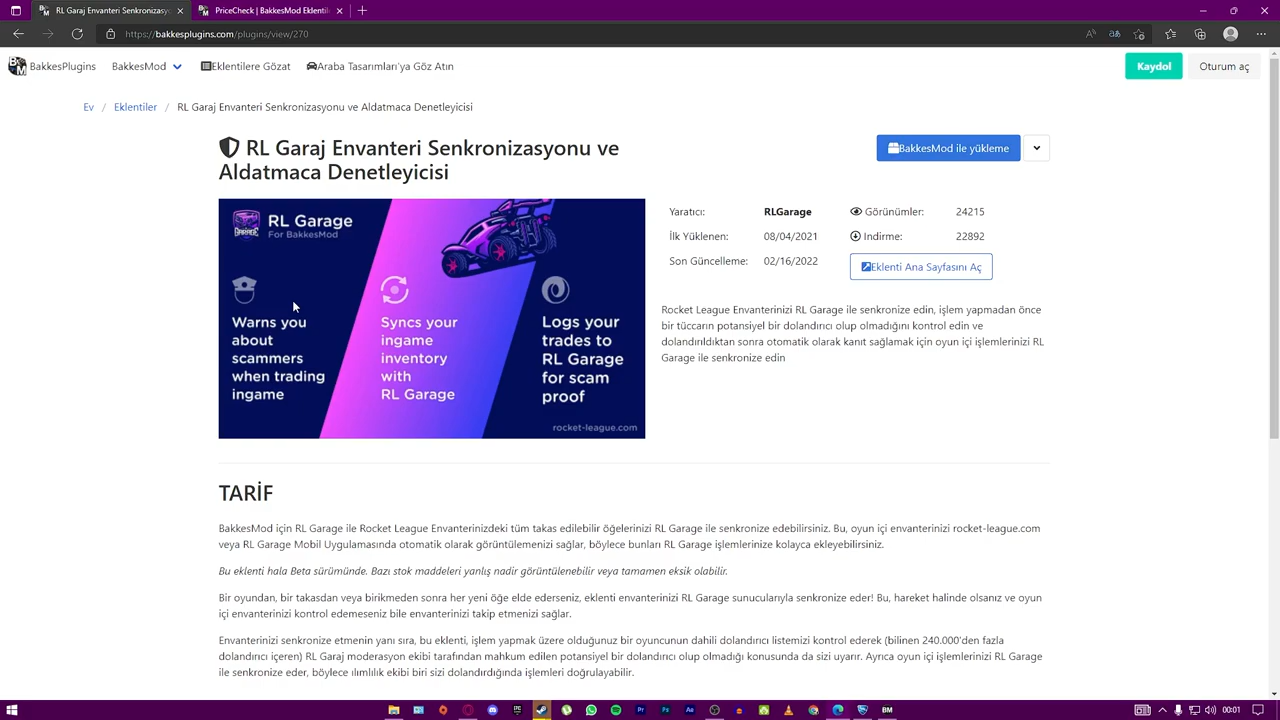 RL Garaj Envanteri Senkronizasyonu
PriceCheck | BakkesMod Eklentile
https://bakkesplugins.com/plugins/view/270
BakkesPlugins
BakkesMod
Eklentilere Gözat
Araba Tasarımları'ya Göz Atın
Kaydol
Oturum aç
Ev / Eklentiler / RL Garaj Envanteri Senkronizasyonu ve Aldatmaca Denetleyicisi
RL Garaj Envanteri Senkronizasyonu ve
Aldatmaca Denetleyicisi
BakkesMod ile yükleme
RL Garage
For BakkesMod
Warns you
about
scammers
when trading
ingame
Syncs your
ingame
inventory
with
RL Garage
Logs your
trades to
RL Garage
for scam
proof
rocket-league.com
Yaratıcı: RLGarage
Görünümler: 24215
İlk Yüklenen: 08/04/2021
Indirme: 22892
Son Güncelleme: 02/16/2022
Eklenti Ana Sayfasını Aç
Rocket League Envanterinizi RL Garage ile senkronize edin, işlem yapmadan önce
bir tüccarın potansiyel bir dolandırıcı olup olmadığını kontrol edin ve
dolandırıldıktan sonra otomatik olarak kanıt sağlamak için oyun içi işlemlerinizi RL
Garage ile senkronize edin
TARİF
BakkesMod için RL Garage ile Rocket League Envanterinizdeki tüm takas edilebilir öğelerinizi RL Garage ile senkronize edebilirsiniz. Bu, oyun içi envanterinizi rocket-league.com
veya RL Garage Mobil Uygulamasında otomatik olarak görüntülemenizi sağlar, böylece bunları RL Garage işlemlerinize kolayca ekleyebilirsiniz.
Bu eklenti hala Beta sürümünde. Bazı stok maddeleri yanlış nadir görüntülenebilir veya tamamen eksik olabilir.
Bir oyundan, bir takasdan veya birikmeden sonra her yeni öğe elde ederseniz, eklenti envanterinizi RL Garage sunucularıyla senkronize eder! Bu, hareket halinde olsanız ve oyun
içi envanterinizi kontrol edemeseniz bile envanterinizi takip etmenizi sağlar.
Envanterinizi senkronize etmenin yanı sıra, bu eklenti, işlem yapmak üzere olduğunuz bir oyuncunun dahili dolandırıcı listemizi kontrol ederek (bilinen 240.000'den fazla
dolandırıcı içeren) RL Garaj moderasyon ekibi tarafından mahkum edilen potansiyel bir dolandırıcı olup olmadığı konusunda da sizi uyarır. Ayrıca oyun içi işlemlerinizi RL Garage
ile senkronize eder, böylece ılımlılık ekibi biri sizi dolandırdığında işlemleri doğrulayabilir.
00:01